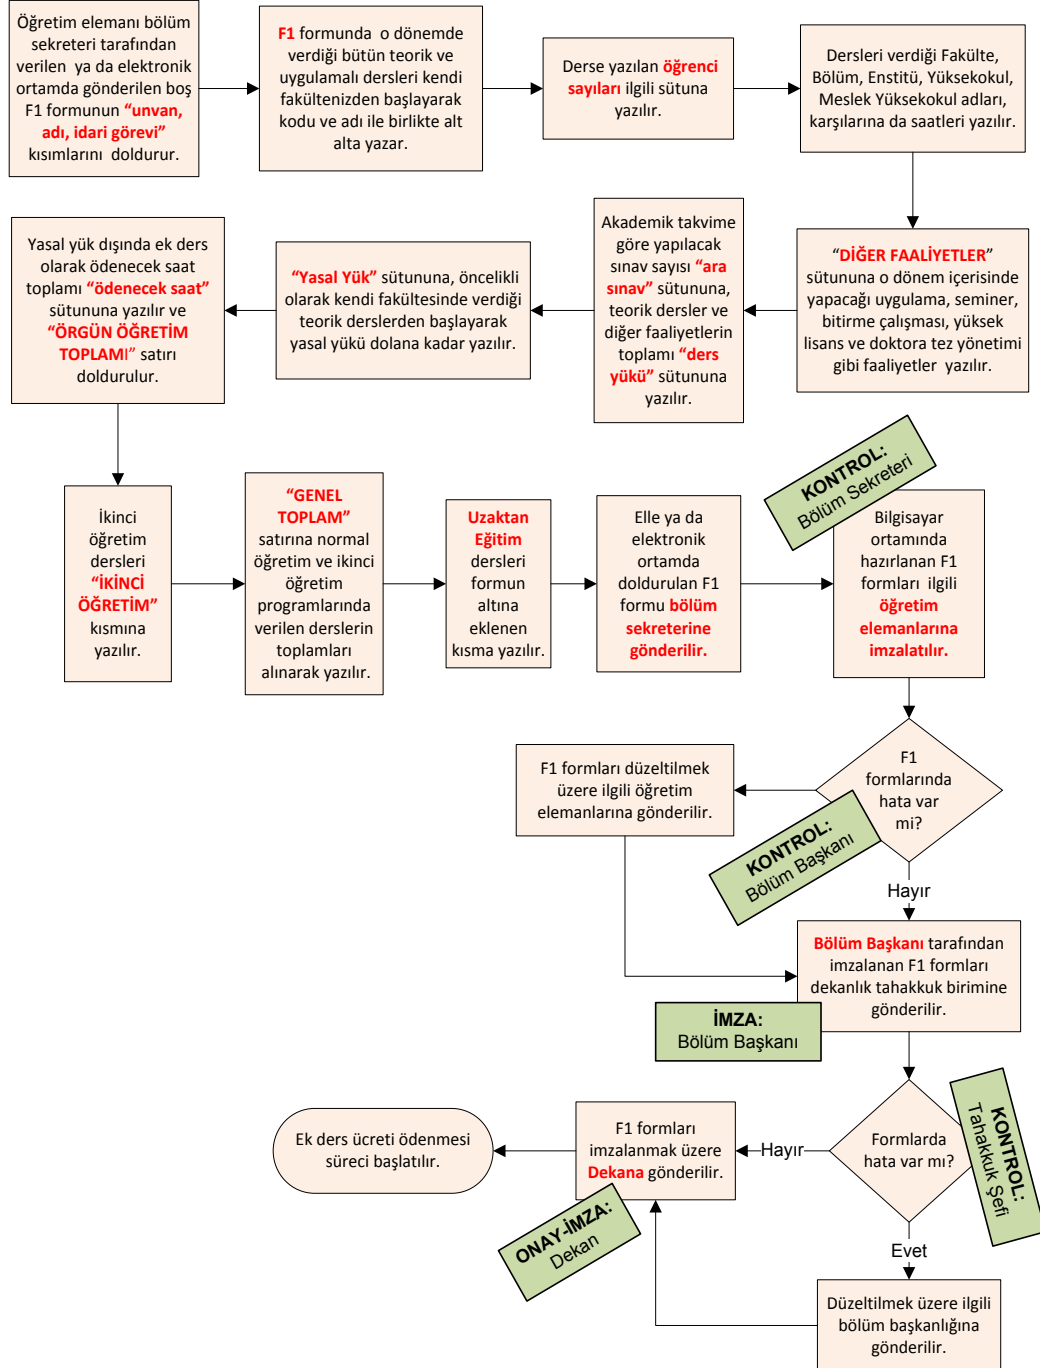 Öğretim elemanı bölüm
sekreteri tarafından
verilen ya da elektronik
ortamda gönderilen boş
F1 formunun “unvan,
adı, idari görevi”
kısımlarını doldurur.
F1 formunda o dönemde
verdiği bütün teorik ve
uygulamalı dersleri kendi
fakültenizden başlayarak
kodu ve adı ile birlikte alt
alta yazar.
Derse yazılan öğrenci
sayıları ilgili sütuna
yazılır.
Dersleri verdiği Fakülte,
Bölüm, Enstitü, Yüksekokul,
Meslek Yüksekokul adları,
karşılarına da saatleri yazılır.
“DİĞER FAALİYETLER”
sütununa o dönem içerisinde
yapacağı uygulama, seminer,
bitirme çalışması, yüksek
lisans ve doktora tez yönetimi
gibi faaliyetler yazılır.
Akademik takvime
göre yapılacak
sınav sayısı “ara
sınav” sütununa,
teorik dersler ve
diğer faaliyetlerin
toplamı “ders
yükü” sütununa
yazılır.
“Yasal Yük” sütununa, öncelikli
olarak kendi fakültesinde verdiği
teorik derslerden başlayarak
yasal yükü dolana kadar yazılır.
Yasal yük dışında ek ders
olarak ödenecek saat
toplamı “ödenecek saat”
sütununa yazılır ve
“ÖRGÜN ÖĞRETİM
TOPLAMI” satırı
doldurulur.
İkinci
öğretim
dersleri
“İKİNCİ
ÖĞRETİM”
kısmına
yazılır.
“GENEL
TOPLAM”
satırına normal
öğretim ve ikinci
öğretim
programlarında
verilen derslerin
toplamları
alınarak yazılır.
Uzaktan
Eğitim
dersleri
formun
altına
eklenen
kısma yazılır.
Elle ya da
elektronik
ortamda
doldurulan F1
formu bölüm
sekreterine
gönderilir.
KONTROL:
Bölüm Sekreteri
Bilgisayar
ortamında
hazırlanan F1
formları ilgili
öğretim
elemanlarına
imzalatılır.
F1
formlarında
hata var
mi?
F1 formları düzeltilmek
üzere ilgili öğretim
elemanlarına gönderilir.
KONTROL:
Bölüm Başkanı
Hayır
Bölüm Başkanı tarafından
imzalanan F1 formları
dekanlık tahakkuk birimine
gönderilir.
İMZA:
Bölüm Başkanı
Formlarda
hata var mı?
KONTROL:
Tahakkuk Şefi
Hayır
F1 formları
imzalanmak üzere
Dekana gönderilir.
ONAY-İMZA:
Dekan
Ek ders ücreti ödenmesi
süreci başlatılır.
Evet
Düzeltilmek üzere ilgili
bölüm başkanlığına
gönderilir.